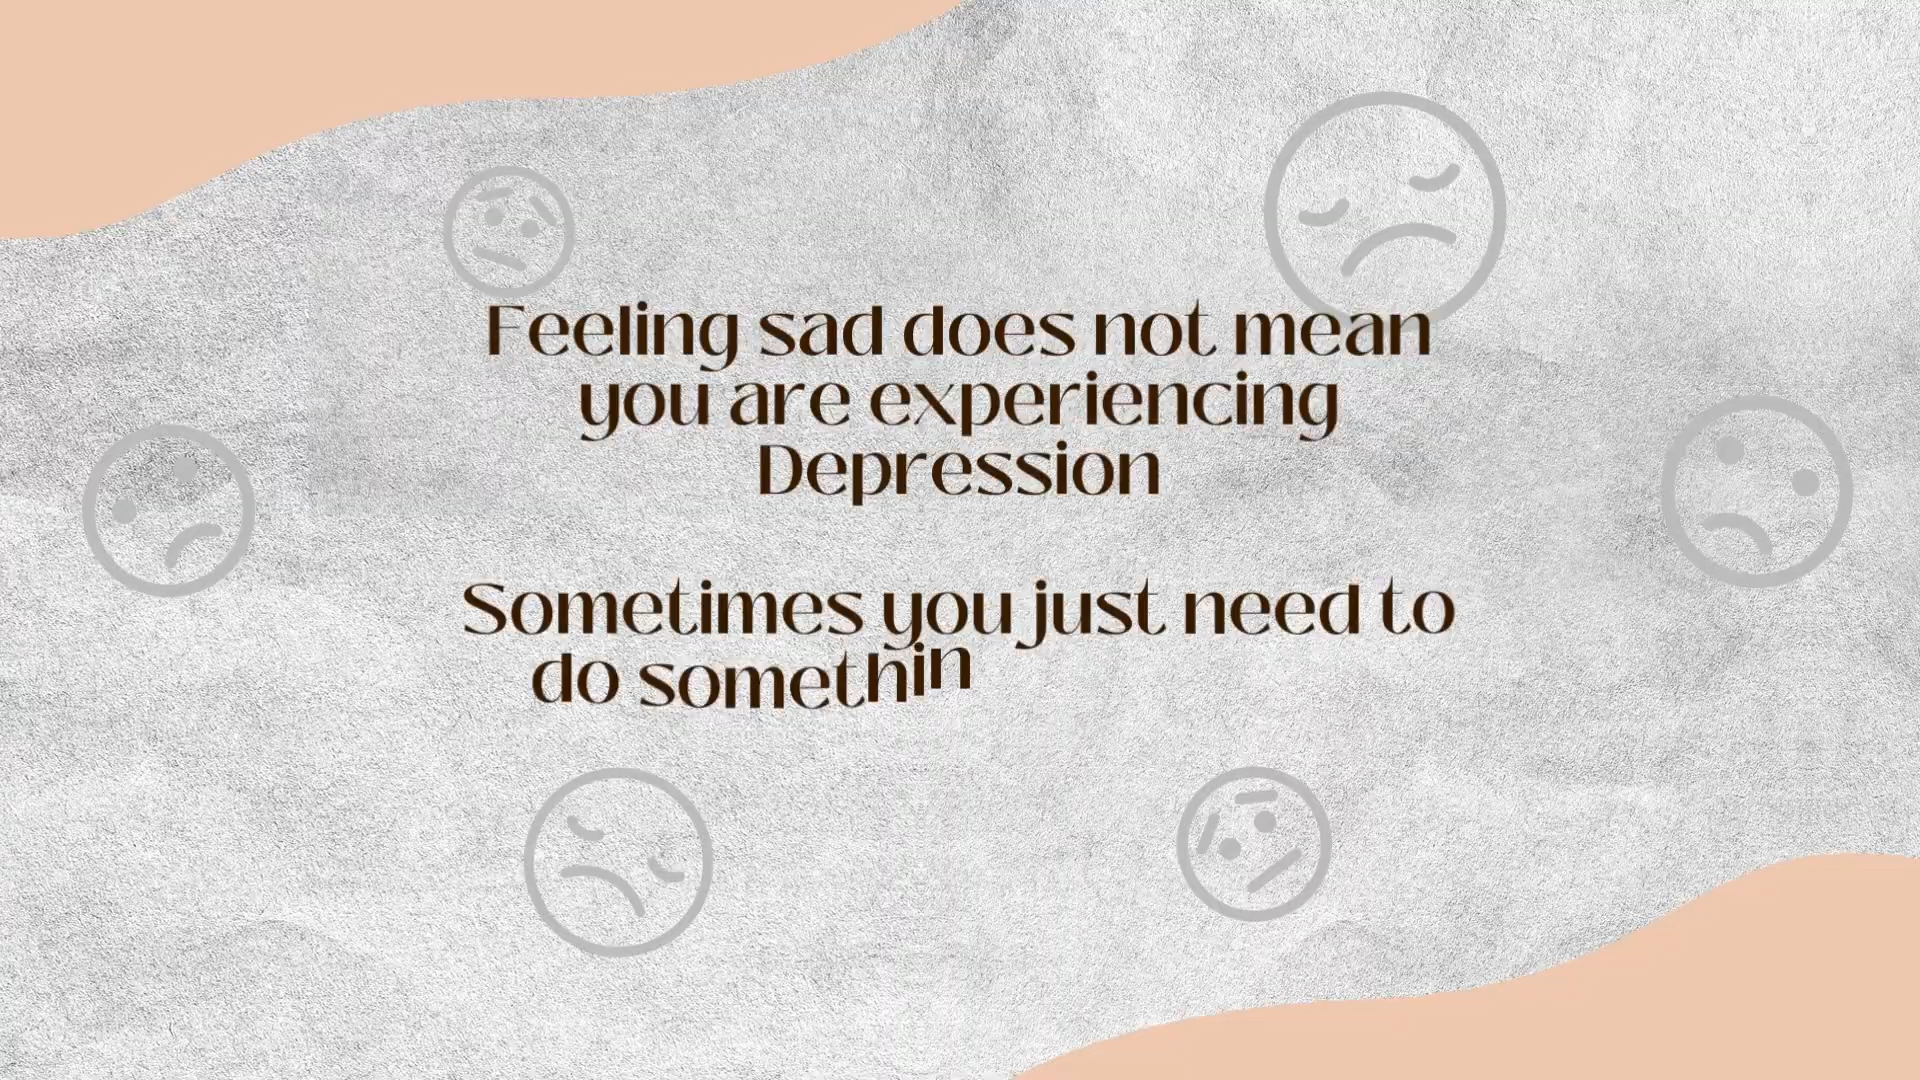 Feeling sad does not mean
you are experiencing
Depression
Sometimes you just need to
do somethin